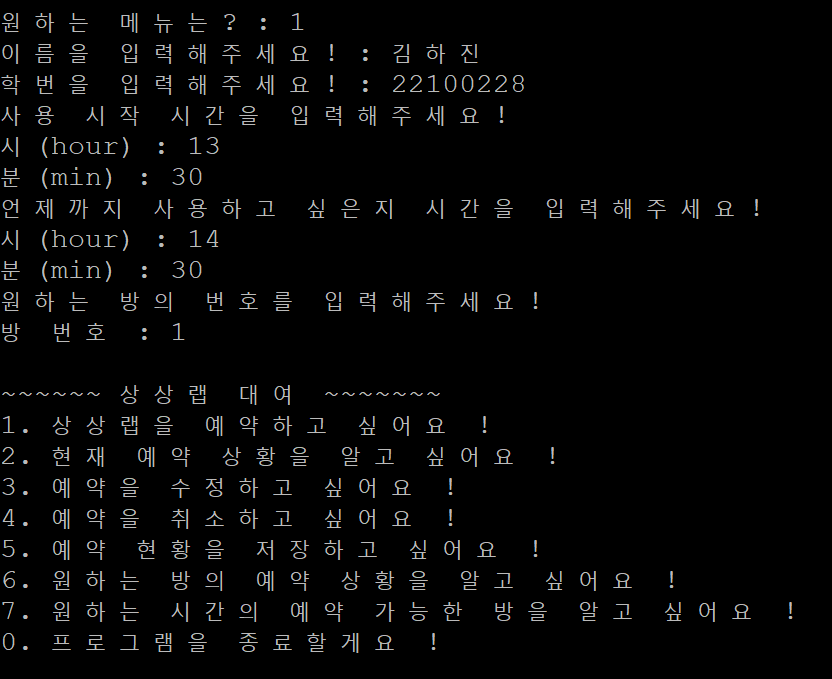 원하는 메뉴는? : 1
이름을 입력해주세요! : 김하진
학번을 입력해주세요! : 22100228
사용 시작 시간을 입력해주세요!
시(hour) : 13
분(min) : 30
언제까지 사용하고 싶은지 시간을 입력해주세요!
시(hour) : 14
분(min) : 30
원하는 방의 번호를 입력해주세요!
방 번호 : 1
~~~~~~ 상상랩 대여 ~~~~~~~
1. 상상랩을 예약하고 싶어요 !
2. 현재 예약 상황을 알고 싶어요 !
3. 예약을 수정하고 싶어요 !
4. 예약을 취소하고 싶어요 !
5. 예약 현황을 저장하고 싶어요 !
6. 원하는 방의 예약 상황을 알고 싶어요 !
7. 원하는 시간의 예약 가능한 방을 알고 싶어요 !
0. 프로그램을 종료할게요 !